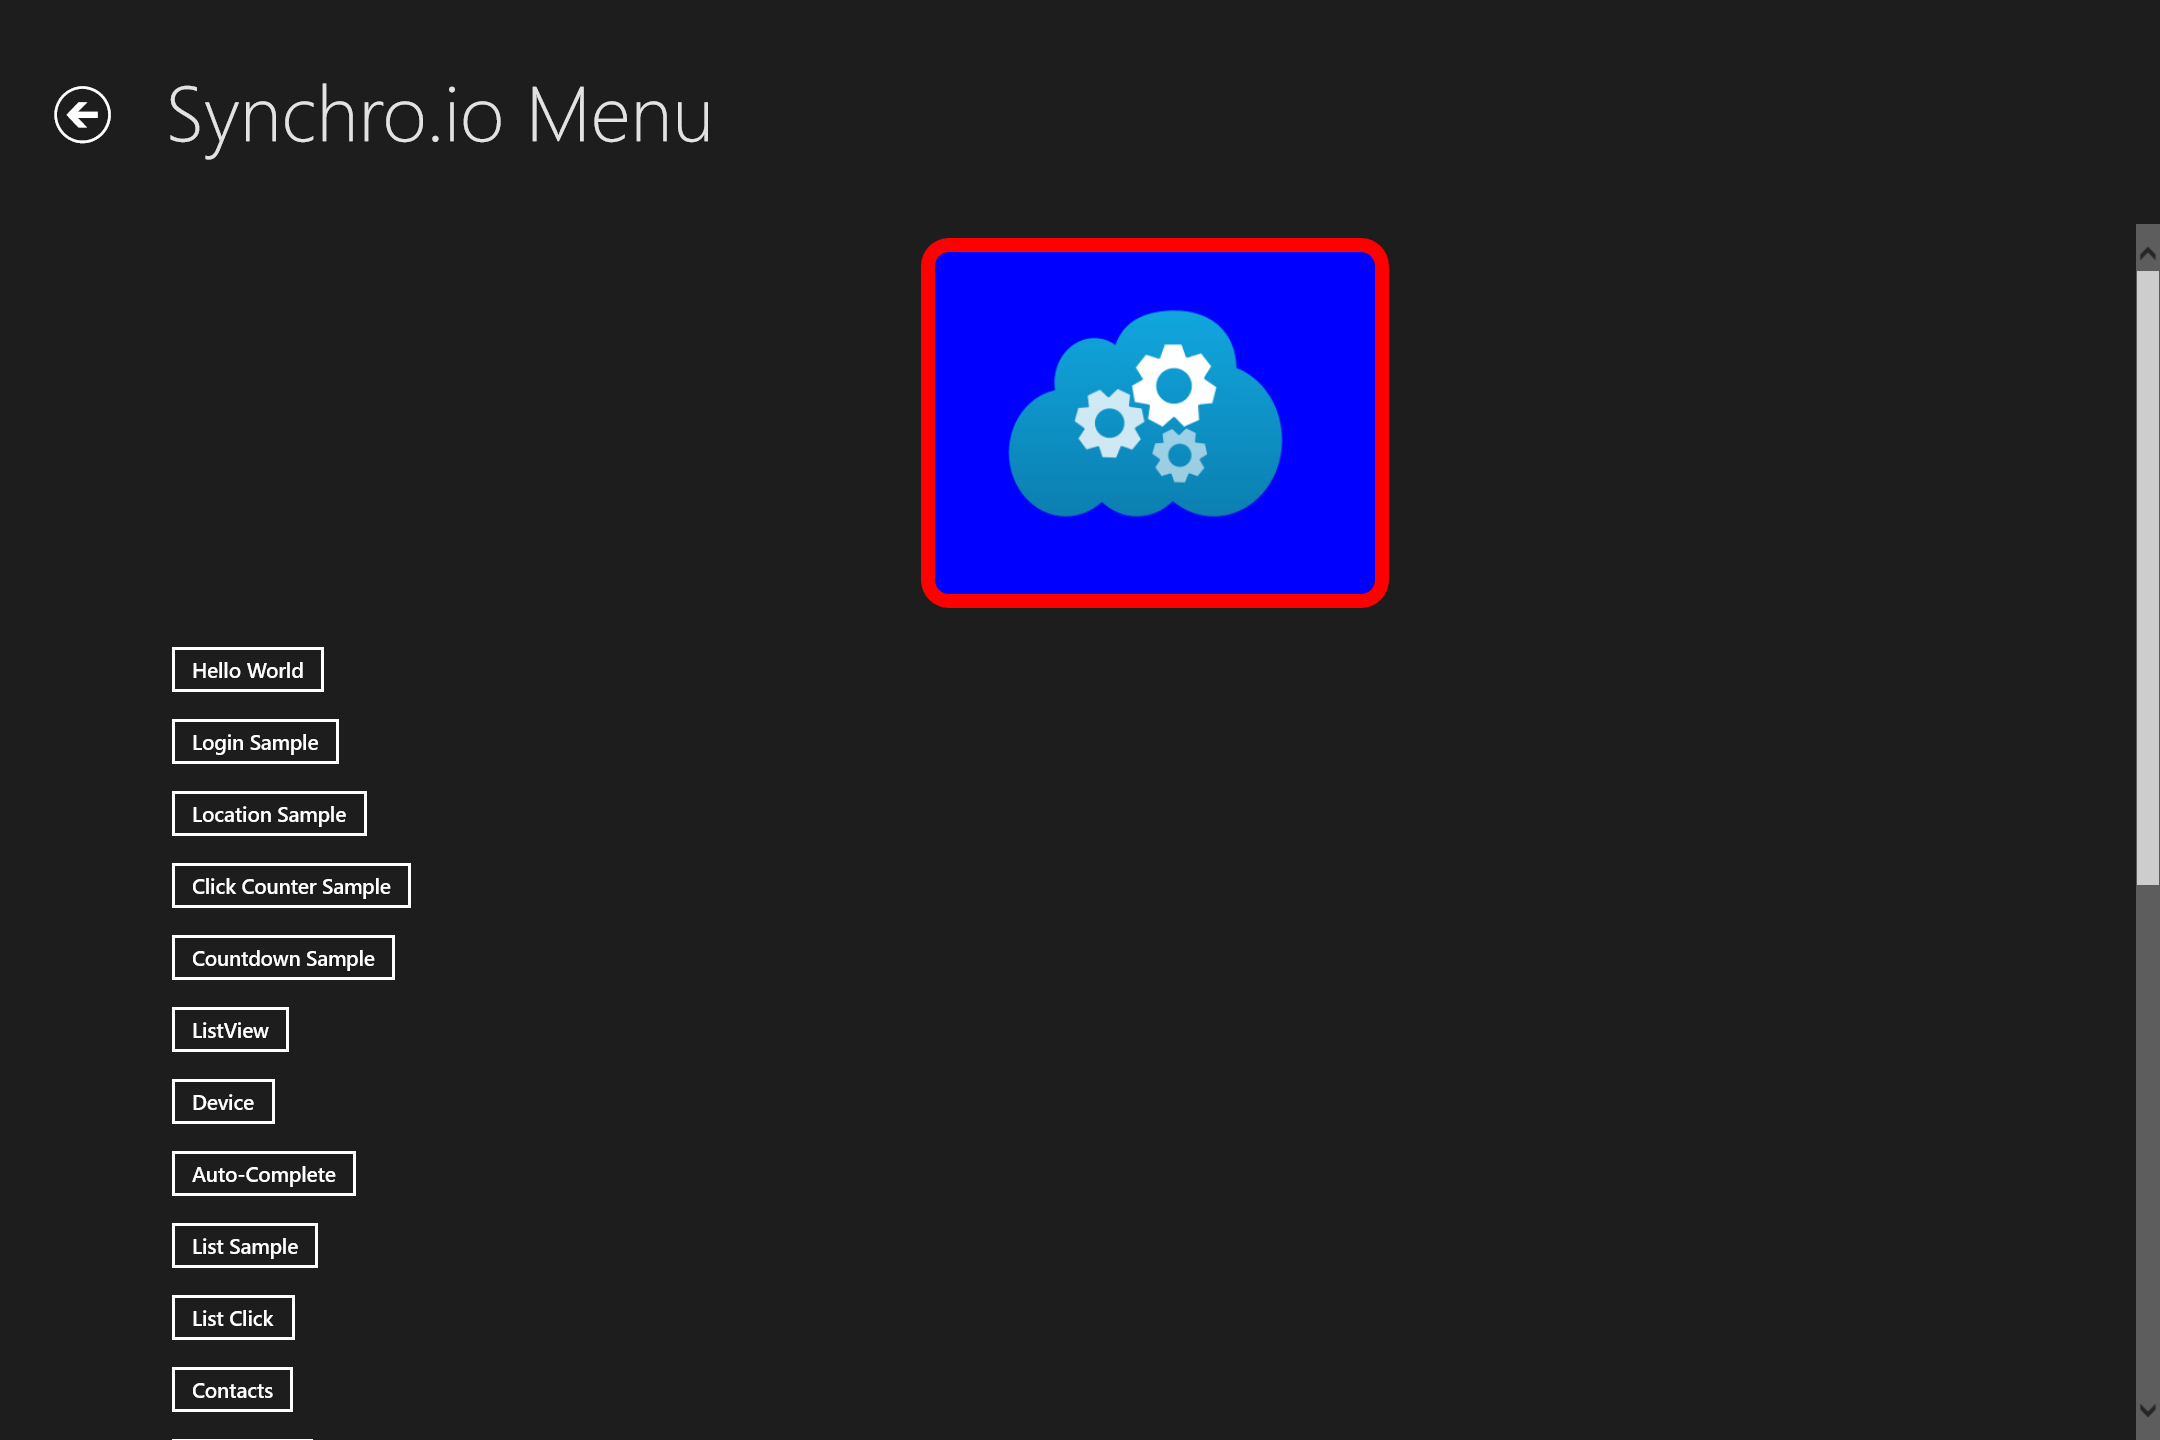 Synchro.io Menu
Hello World
Login Sample
Location Sample
Click Counter Sample
Countdown Sample
ListView
Device
Auto-Complete
List Sample
List Click
Contacts